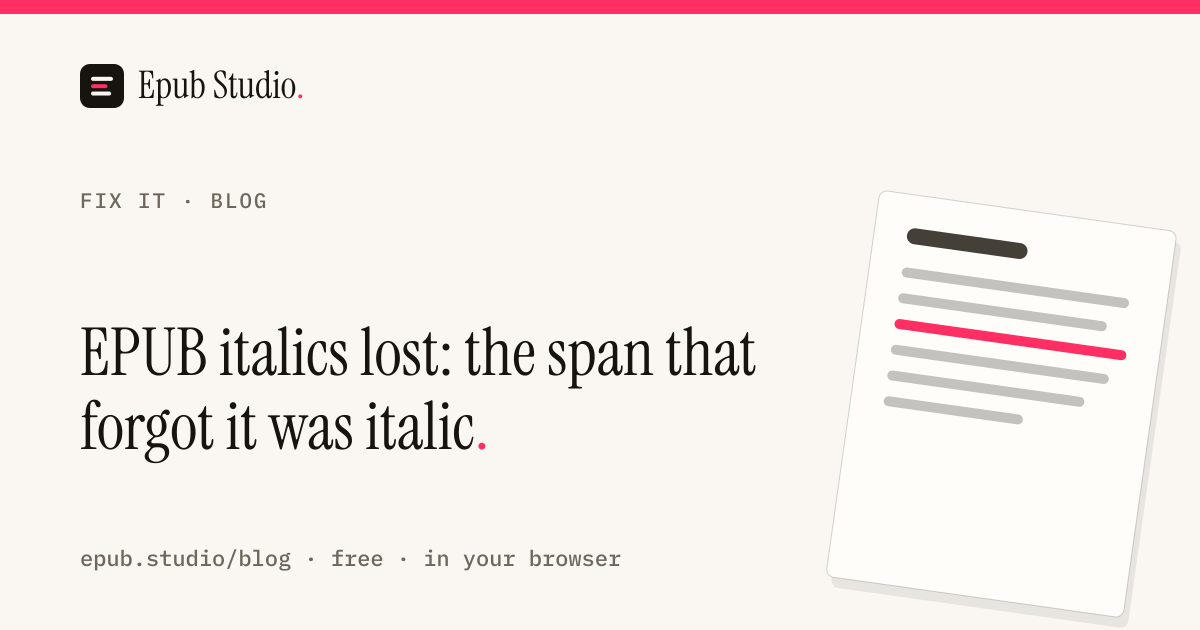 Epub Studio.
FIX IT · BLOG
EPUB italics lost: the span that
forgot it was italic.
epub.studio/blog · free · in your browser